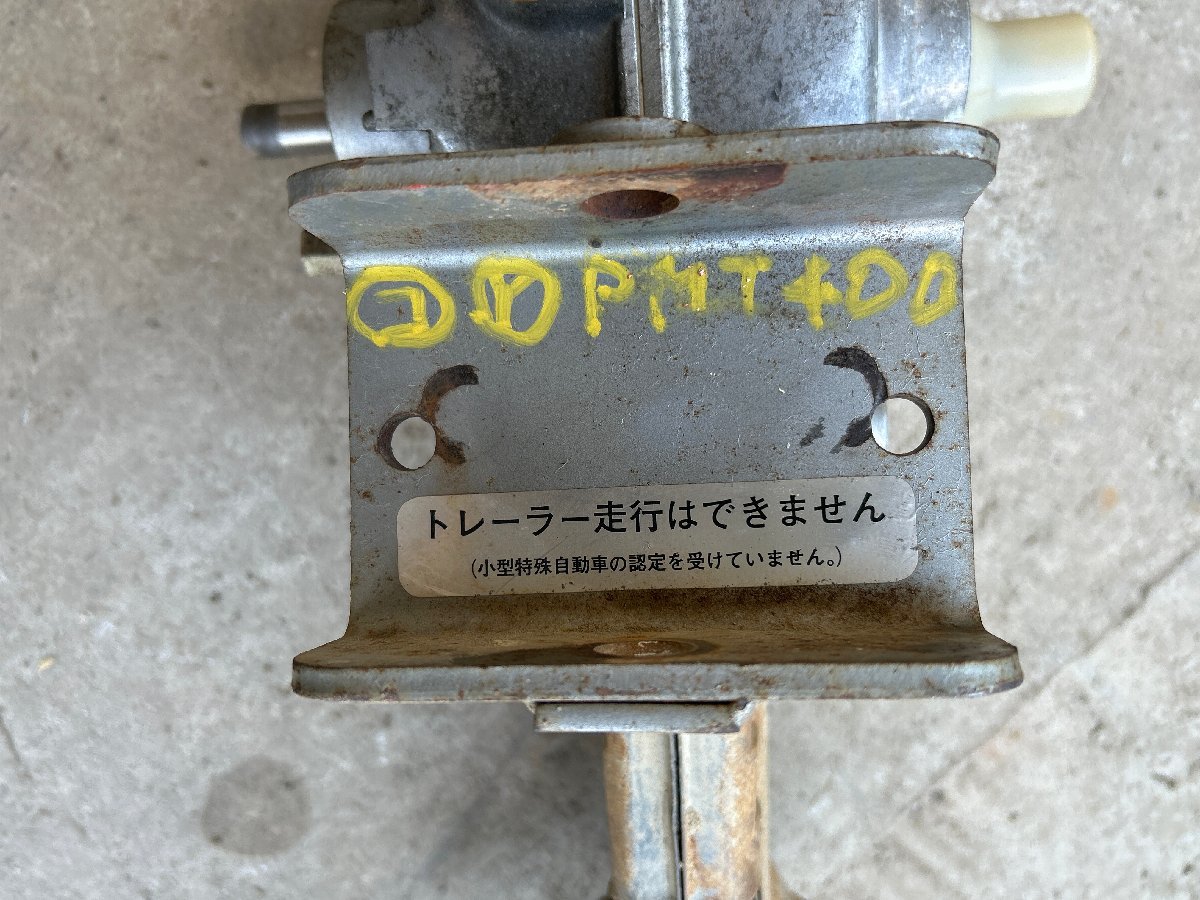 コ Y PMT400
トレーラー走行はできません
(小型特殊自動車の認定を受けていません。)